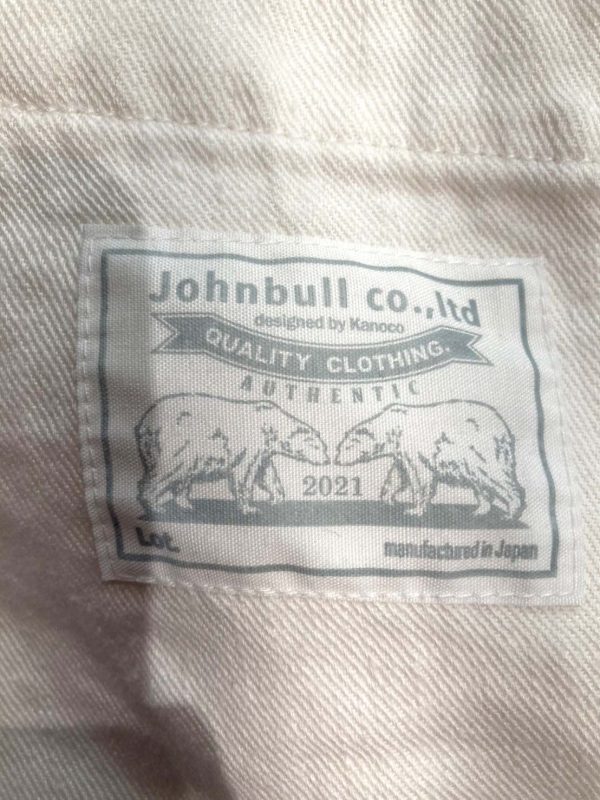 Johnbull co.,ltd
designed by Kanoco
QUALITY CLOTHING.
AUTHENTIC
2021
Lot.
manufactured in Japan